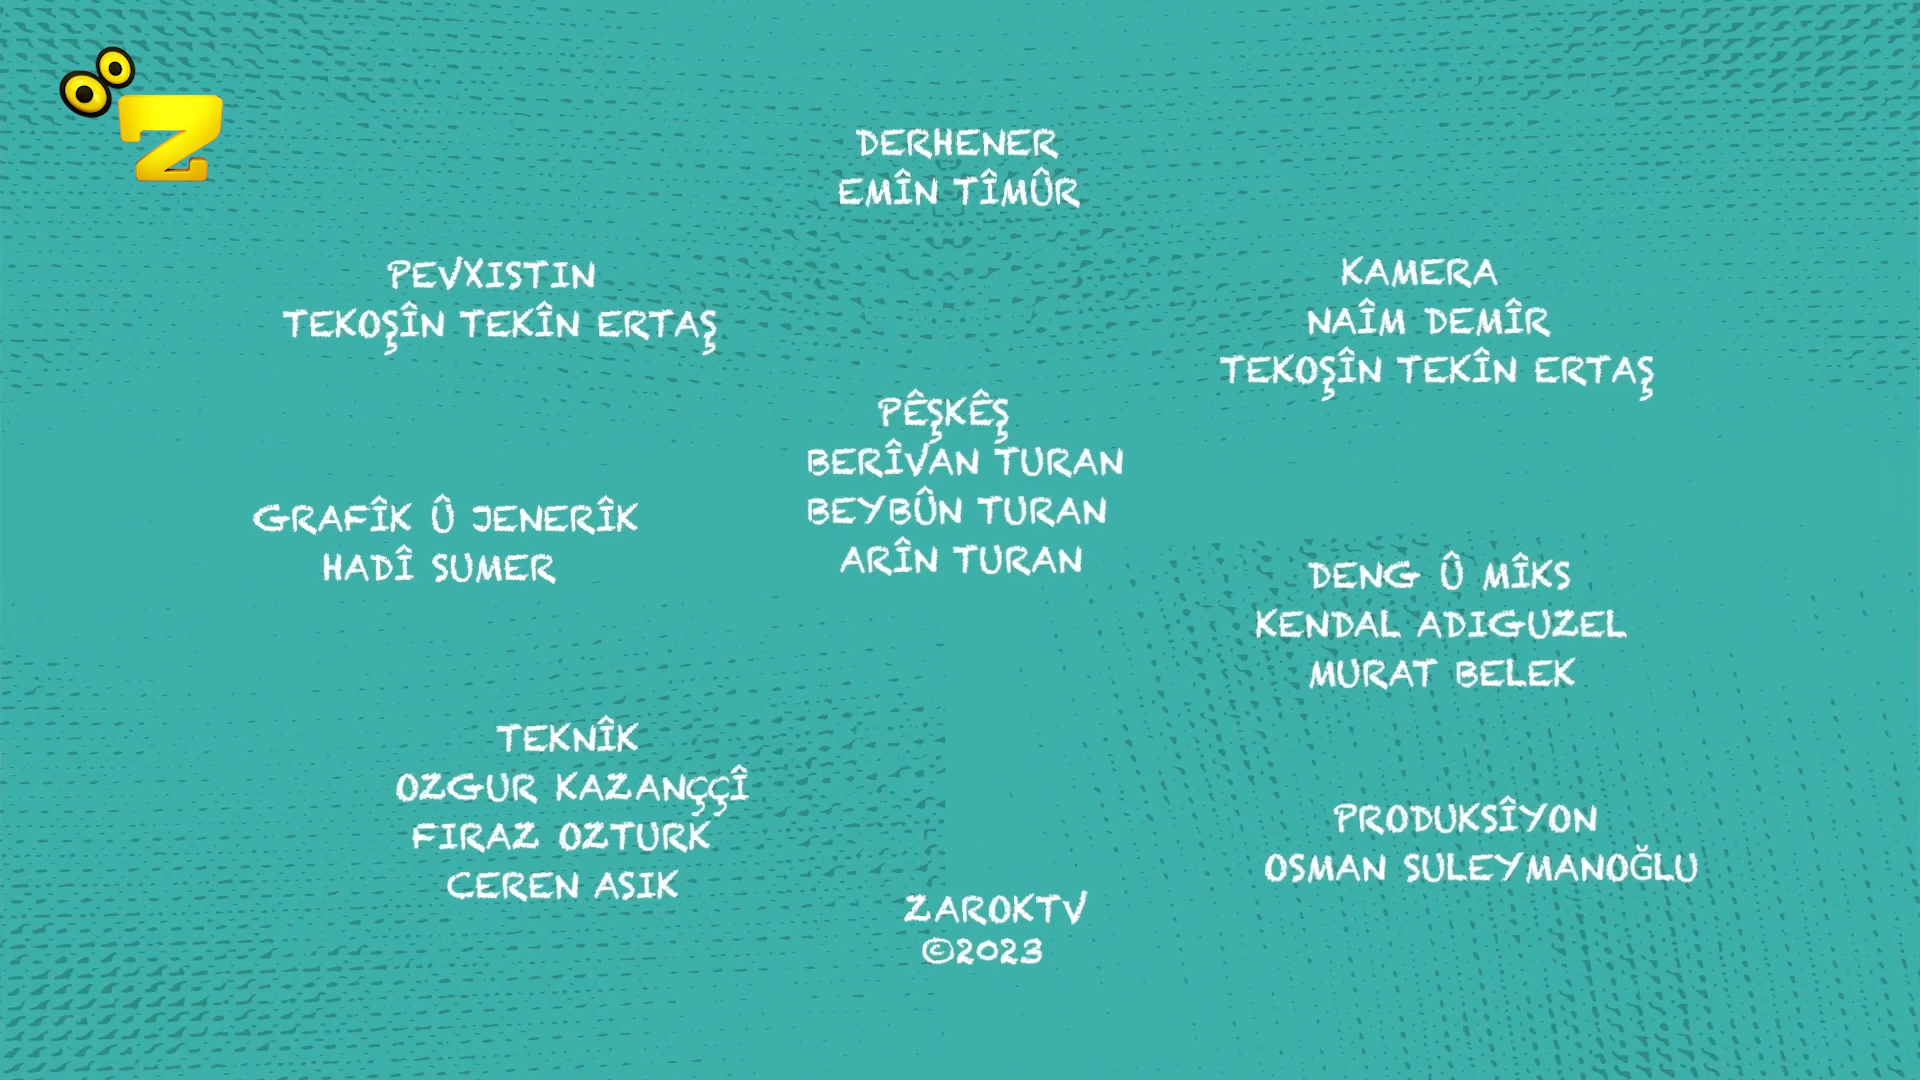 Z
DERHENER
EMÎN TÎMÛR
PEVXISTIN
TEKOŞÎN TEKÎN ERTAŞ
KAMERA
NAÎM DEMÎR
TEKOŞÎN TEKÎN ERTAŞ
PÊŞKÊŞ
BERÎVAN TURAN
BEYBÛN TURAN
ARÎN TURAN
GRAFÎK Û JENERÎK
HADÎ SUMER
DENG Û MÎKS
KENDAL ADIGUZEL
MURAT BELEK
TEKNÎK
OZGUR KAZANÇÇÎ
FIRAZ OZTURK
CEREN ASIK
PRODUKSÎYON
OSMAN SULEYMANOĞLU
ZAROKTV
©2023